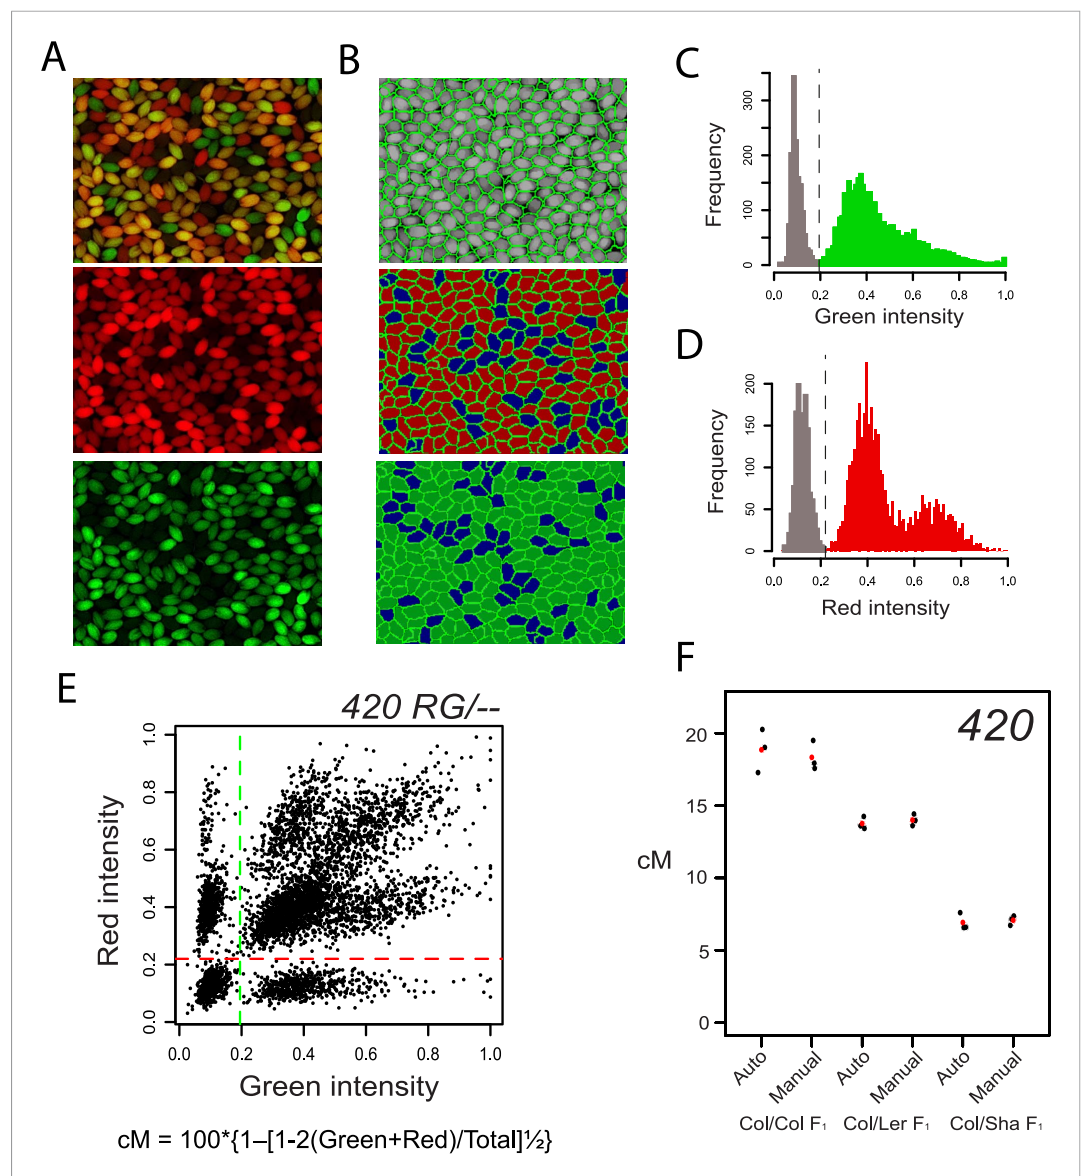 A
B
C
Frequency
0
100
200
300
0.0 0.2 0.4 0.6 0.8 1.0
Green intensity
D
Frequency
0
50
100
150
200
0.0 0.2 0.4 0.6 0.8 1.0
Red intensity
E
420 RG/--
Red intensity
0.0
0.2
0.4
0.6
0.8
1.0
0.0 0.2 0.4 0.6 0.8 1.0
Green intensity
cM = 100*{1–[1-2(Green+Red)/Total]½}
F
420
cM
20
15
10
5
0
Auto Manual Auto Manual Auto Manual
Col/Col F₁ Col/Ler F₁ Col/Sha F₁